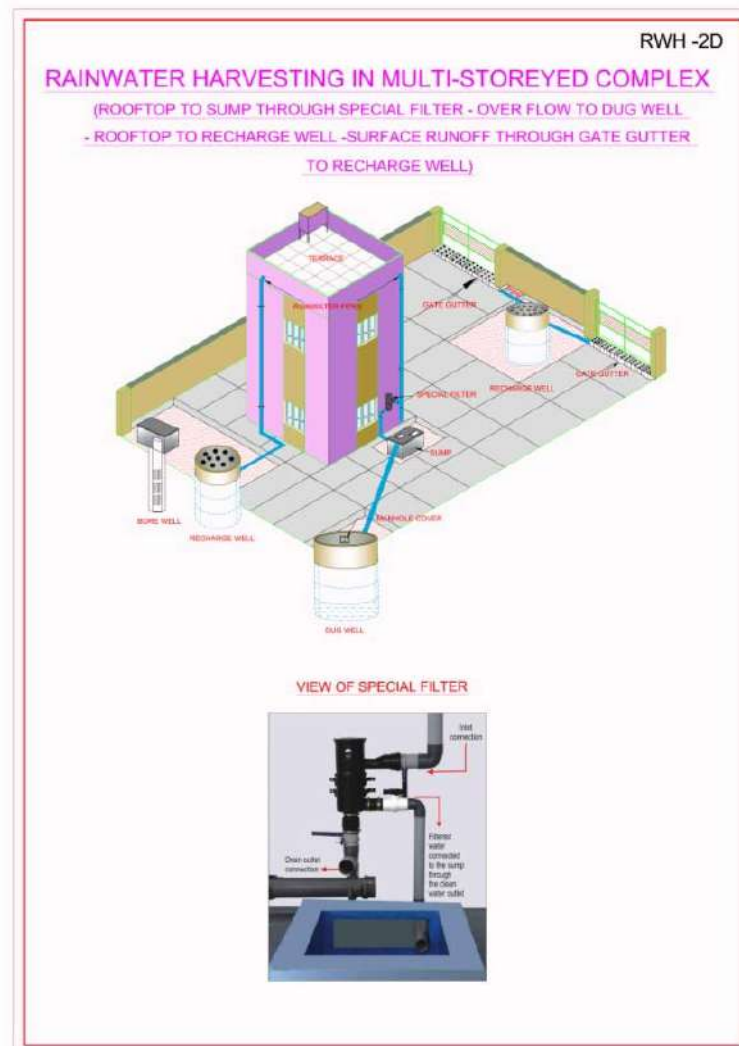 RWH -2D
RAINWATER HARVESTING IN MULTI-STOREYED COMPLEX
(ROOFTOP TO SUMP THROUGH SPECIAL FILTER - OVER FLOW TO DUG WELL
- ROOFTOP TO RECHARGE WELL -SURFACE RUNOFF THROUGH GATE GUTTER
TO RECHARGE WELL)
TERRACE
RAINWATER PIPES
GATE GUTTER
RECHARGE WELL
GATE GUTTER
SPECIAL FILTER
SUMP
MANHOLE COVER
BORE WELL
RECHARGE WELL
DUG WELL
VIEW OF SPECIAL FILTER
Inlet
connection
Filtered
water
connected
to the sump
through
the clean
water outlet
connection